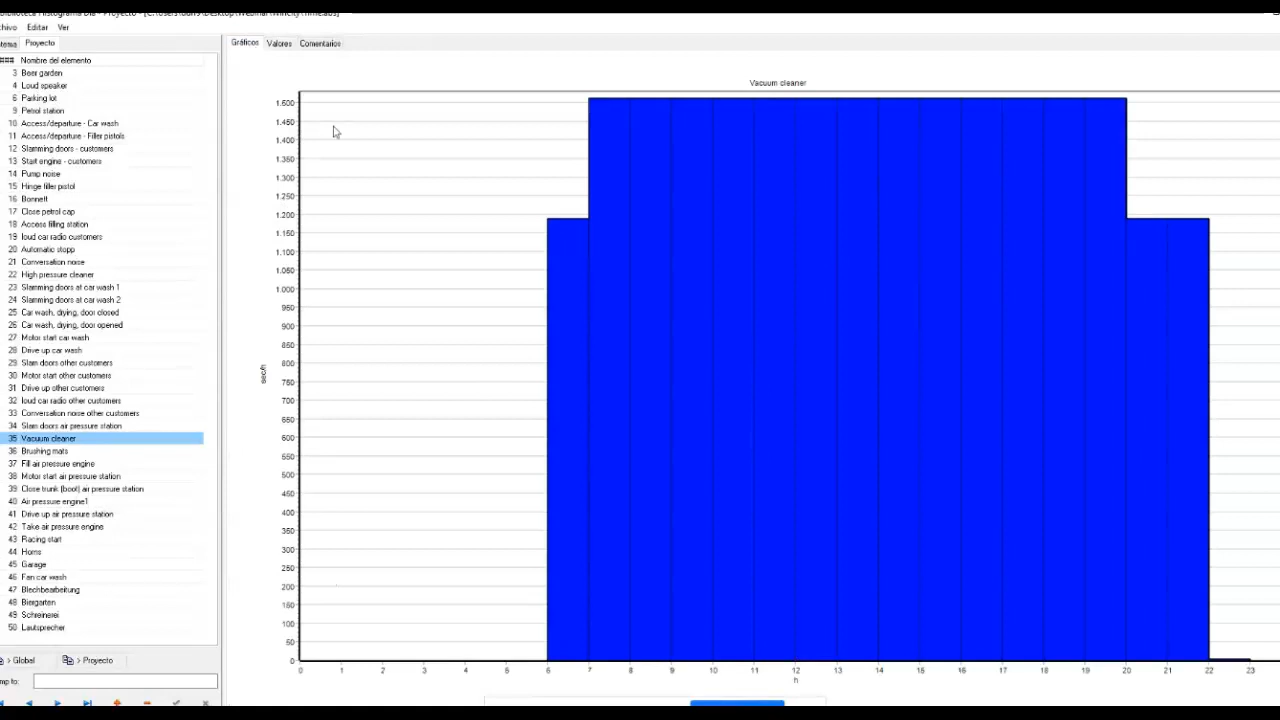 Proyecto
Editar Ver
Proyecto
Gráficos Valores Comentarios
### Nombre del elemento
3 Beer garden
4 Loud speaker
6 Parking lot
9 Petrol station
10 Access/departure - Car wash
11 Access/departure - Filler pistols
12 Slamming doors - customers
13 Start engine - customers
14 Pump noise
15 Hinge filler pistol
16 Bonnett
17 Close petrol cap
18 Access filling station
19 loud car radio customers
20 Automatic stopp
21 Conversation noise
22 High pressure cleaner
23 Slamming doors at car wash 1
24 Slamming doors at car wash 2
25 Car wash, drying, door closed
26 Car wash, drying, door opened
27 Motor start car wash
28 Drive up car wash
29 Slam doors other customers
30 Motor start other customers
31 Drive up other customers
32 loud car radio other customers
33 Conversation noise other customers
34 Slam doors air pressure station
35 Vacuum cleaner
36 Brushing mats
37 Fill air pressure engine
38 Motor start air pressure station
39 Close trunk (boot) air pressure station
40 Air pressure engine1
41 Drive up air pressure station
42 Take air pressure engine
43 Racing start
44 Horns
45 Garage
46 Fan car wash
47 Blechbearbeitung
48 Biergarten
49 Schreinerei
50 Lautsprecher
> Global > Proyecto
Vacuum cleaner
1.500
1.450
1.400
1.350
1.300
1.250
1.200
1.150
1.100
1.050
1.000
950
900
850
800
750
700
650
600
550
500
450
400
350
300
250
200
150
100
50
0
sec/h
0 1 2 3 4 5 6 7 8 9 10 11 12 13 14 15 16 17 18 19 20 21 22 23
h